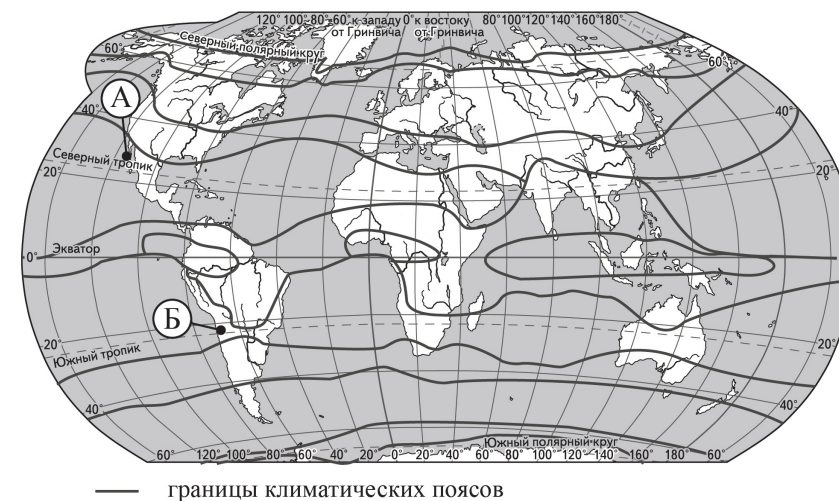 120° 100° 80° 60° к западу 0° к востоку 80° 100° 120° 140° 160° 180°
от Гринвича от Гринвича
Северный полярный круг
60° 60°
А
40° 40°
Северный тропик
20° 20°
Экватор
0°
Б
20° 20°
Южный тропик
40° 40°
Южный полярный круг
60° 120° 100° 80° 60° 40° 20° 0° 20° 40° 60° 80° 100° 120° 140° 160° 180° 60°
границы климатических поясов